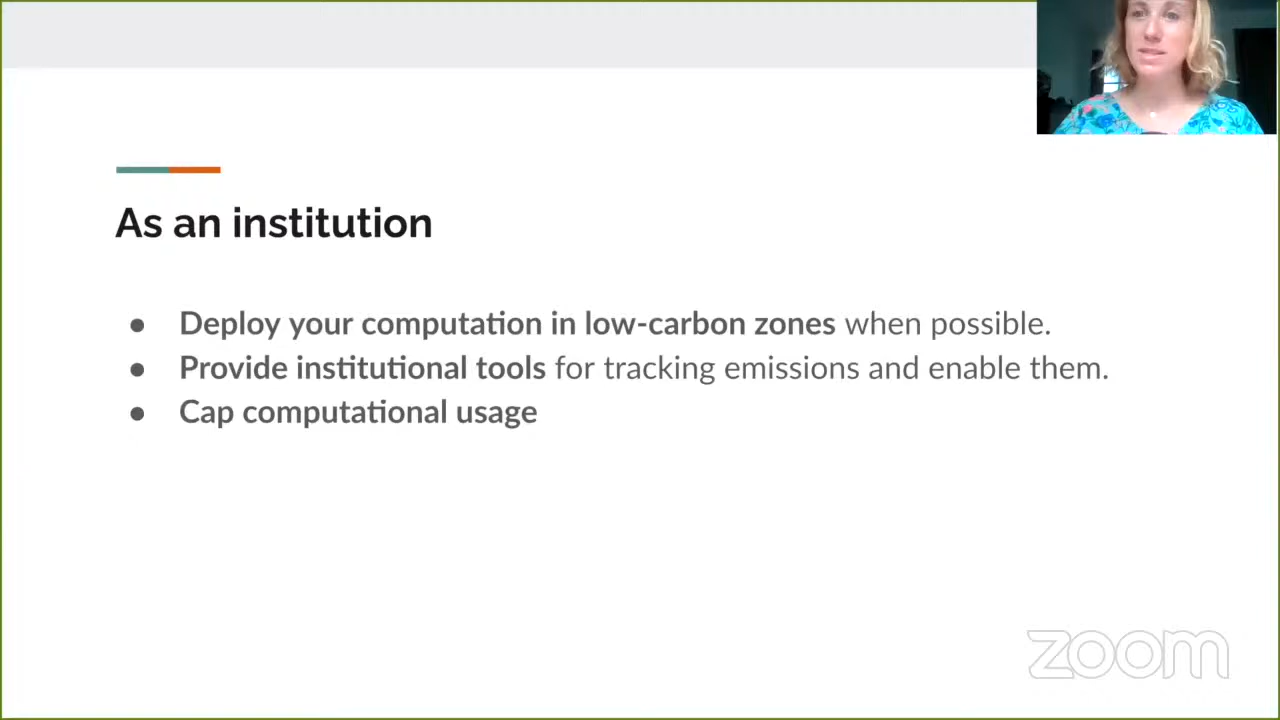 As an institution
● Deploy your computation in low-carbon zones when possible.
● Provide institutional tools for tracking emissions and enable them.
● Cap computational usage
zoom